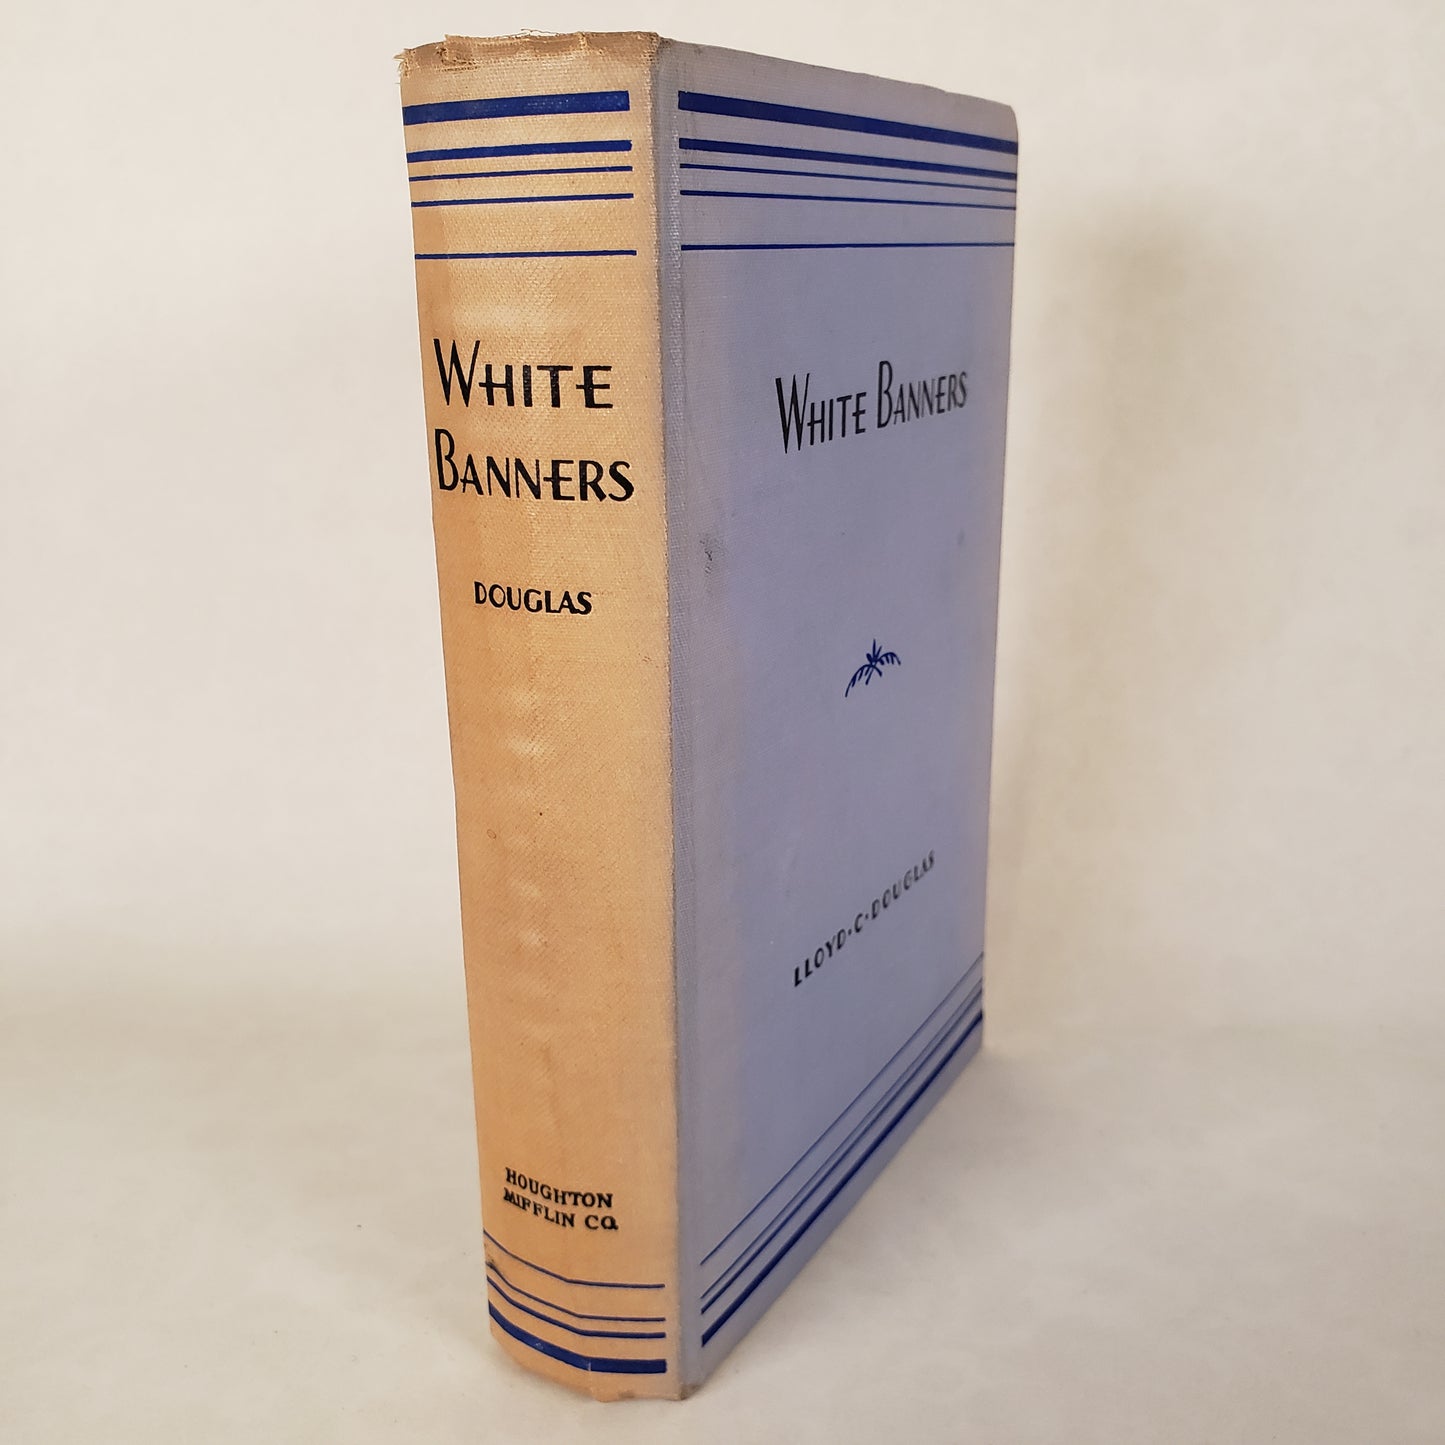 WHITE
BANNERS
DOUGLAS
HOUGHTON
MIFFLIN CO.
WHITE BANNERS
LLOYD·C·DOUGLAS